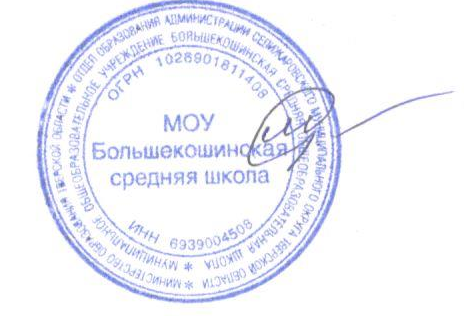 МИНИСТЕРСТВО ОБРАЗОВАНИЯ ТВЕРСКОЙ ОБЛАСТИ * ОТДЕЛ ОБРАЗОВАНИЯ АДМИНИСТРАЦИИ СЕЛИЖАРОВСКОГО МУНИЦИПАЛЬНОГО ОКРУГА ТВЕРСКОЙ ОБЛАСТИ *
МУНИЦИПАЛЬНОЕ ОБЩЕОБРАЗОВАТЕЛЬНОЕ УЧРЕЖДЕНИЕ БОЛЬШЕКОШИНСКАЯ СРЕДНЯЯ ОБЩЕОБРАЗОВАТЕЛЬНАЯ ШКОЛА *
ОГРН 1026901811408
МОУ
Большекошинская
средняя школа
ИНН 6939004508